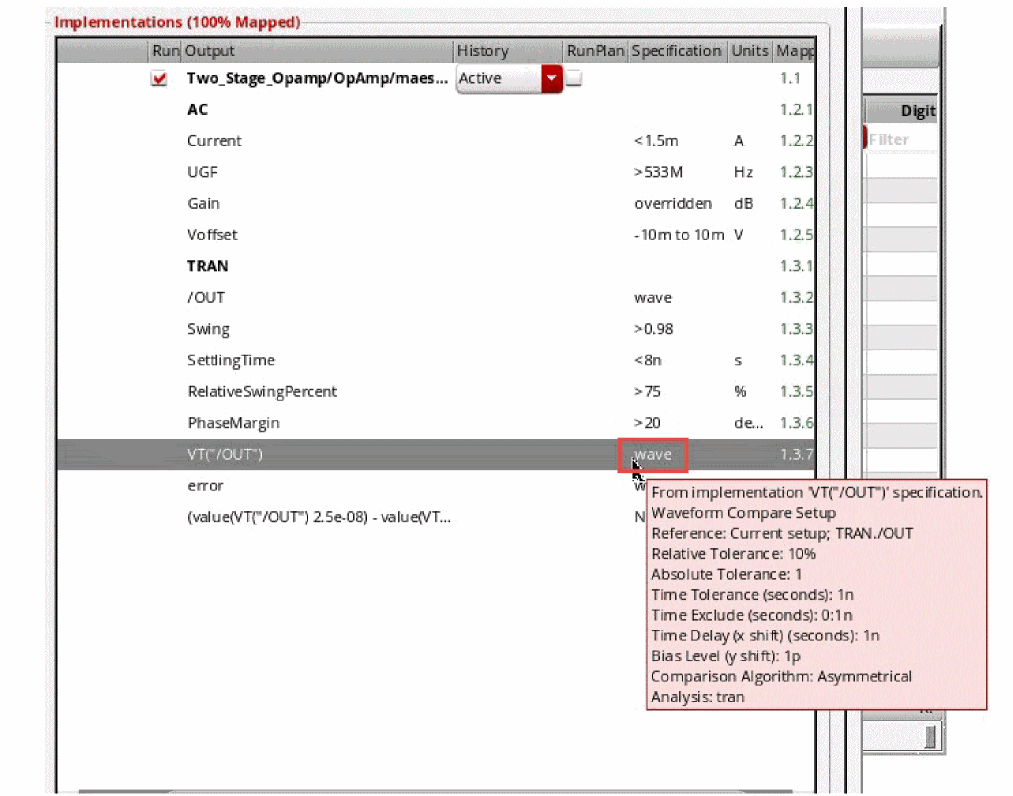 Implementations (100% Mapped)
Run Output History RunPlan Specification Units Mapp
Two_Stage_Opamp/OpAmp/maes... Active 1.1
AC 1.2.1
Current <1.5m A 1.2.2
UGF >533M Hz 1.2.3
Gain overridden dB 1.2.4
Voffset -10m to 10m V 1.2.5
TRAN 1.3.1
/OUT wave 1.3.2
Swing >0.98 1.3.3
SettlingTime <8n s 1.3.4
RelativeSwingPercent >75 % 1.3.5
PhaseMargin >20 de... 1.3.6
VT("/OUT") wave 1.3.7
error w
(value(VT("/OUT") 2.5e-08) - value(VT... N
From implementation 'VT("/OUT")' specification.
Waveform Compare Setup
Reference: Current setup; TRAN./OUT
Relative Tolerance: 10%
Absolute Tolerance: 1
Time Tolerance (seconds): 1n
Time Exclude (seconds): 0:1n
Time Delay (x shift) (seconds): 1n
Bias Level (y shift): 1p
Comparison Algorithm: Asymmetrical
Analysis: tran
Digit
Filter